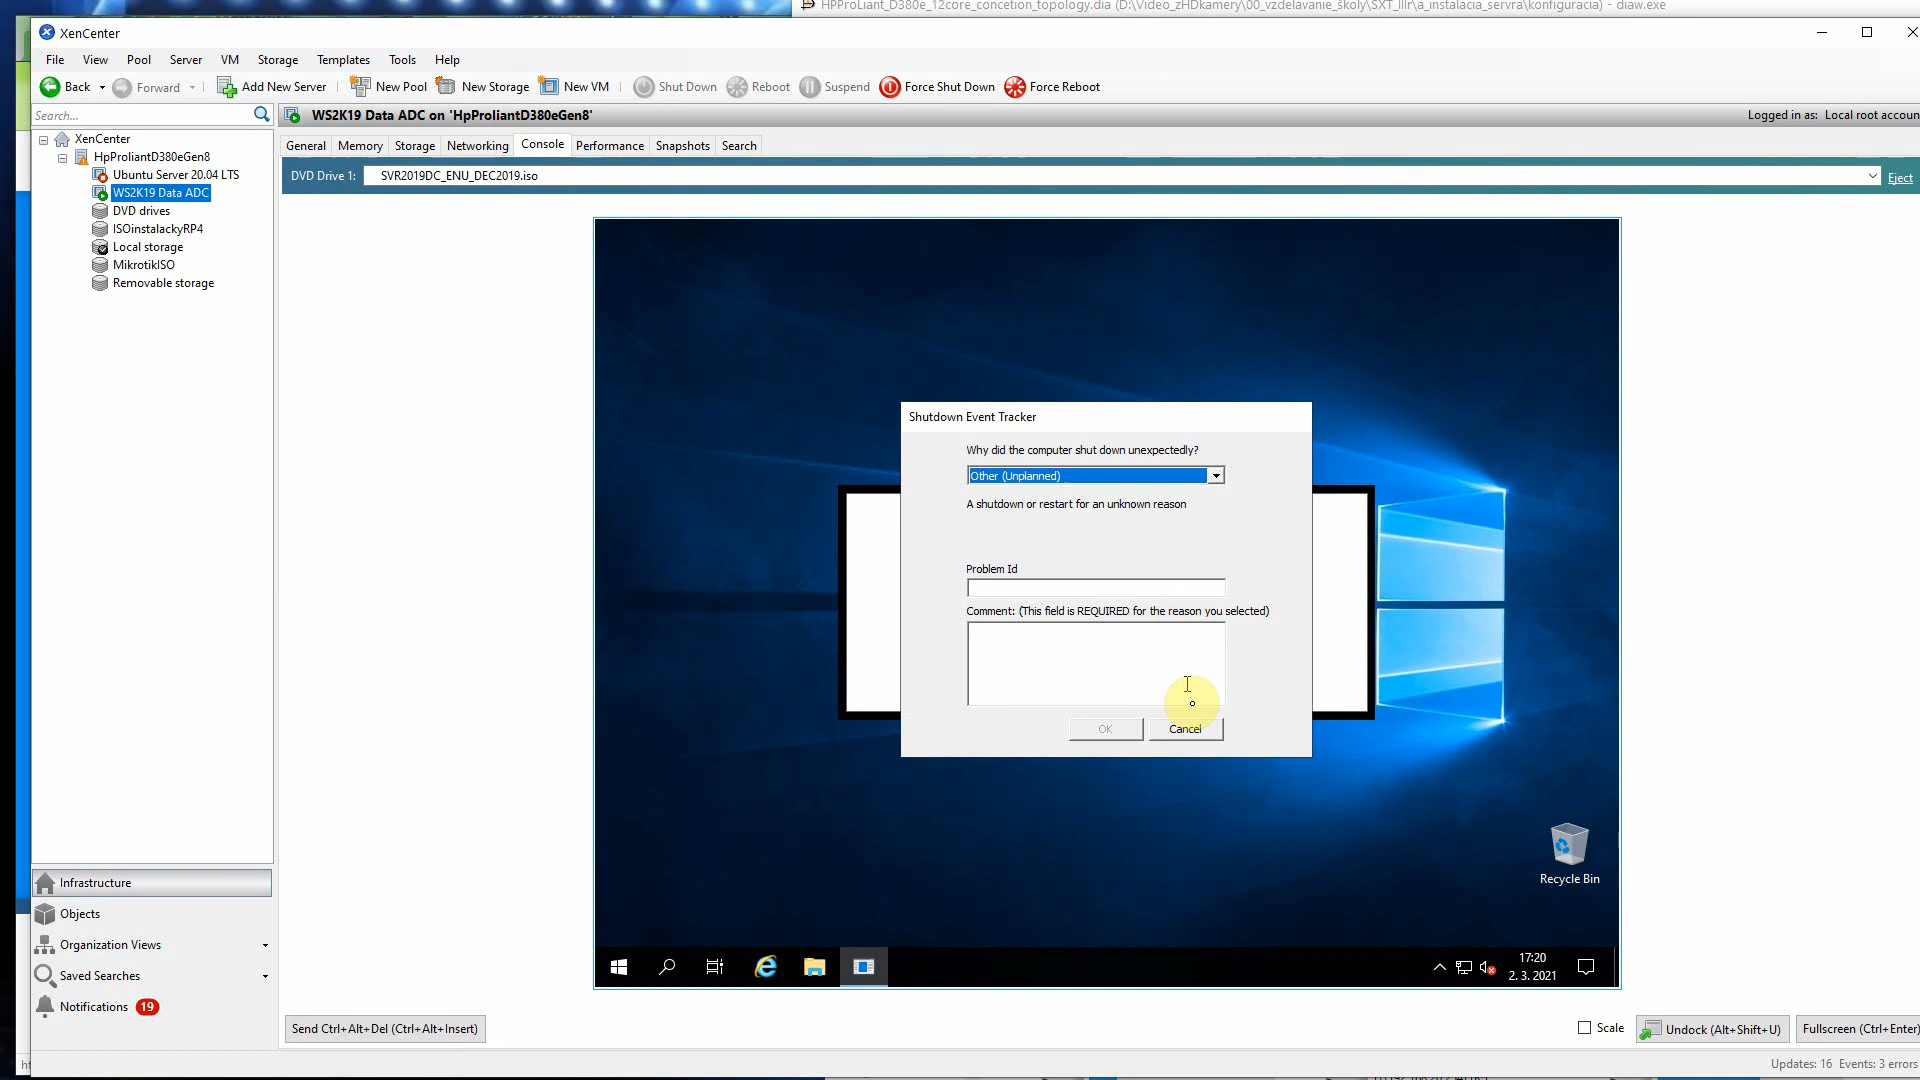 HPProLiant_D380e_12core_concetion_topology.dia (D:\Video_zHDkamery\00_vzdelavanie_školy\SXT_IIIr\a_instalacia_servra\konfiguracia) - diaw.exe
XenCenter
File View Pool Server VM Storage Templates Tools Help
Back Forward Add New Server New Pool New Storage New VM Shut Down Reboot Suspend Force Shut Down Force Reboot
Search...
WS2K19 Data ADC on 'HpProliantD380eGen8'
Logged in as: Local root accoun
XenCenter
HpProliantD380eGen8
Ubuntu Server 20.04 LTS
WS2K19 Data ADC
DVD drives
ISOinstalackyRP4
Local storage
MikrotikISO
Removable storage
General Memory Storage Networking Console Performance Snapshots Search
DVD Drive 1: SVR2019DC_ENU_DEC2019.iso Eject
Shutdown Event Tracker
Why did the computer shut down unexpectedly?
Other (Unplanned)
A shutdown or restart for an unknown reason
Problem Id
Comment: (This field is REQUIRED for the reason you selected)
OK Cancel
Recycle Bin
17:20
2. 3. 2021
Infrastructure
Objects
Organization Views
Saved Searches
Notifications 19
Send Ctrl+Alt+Del (Ctrl+Alt+Insert)
Scale
Undock (Alt+Shift+U)
Fullscreen (Ctrl+Enter)
Updates: 16 Events: 3 errors